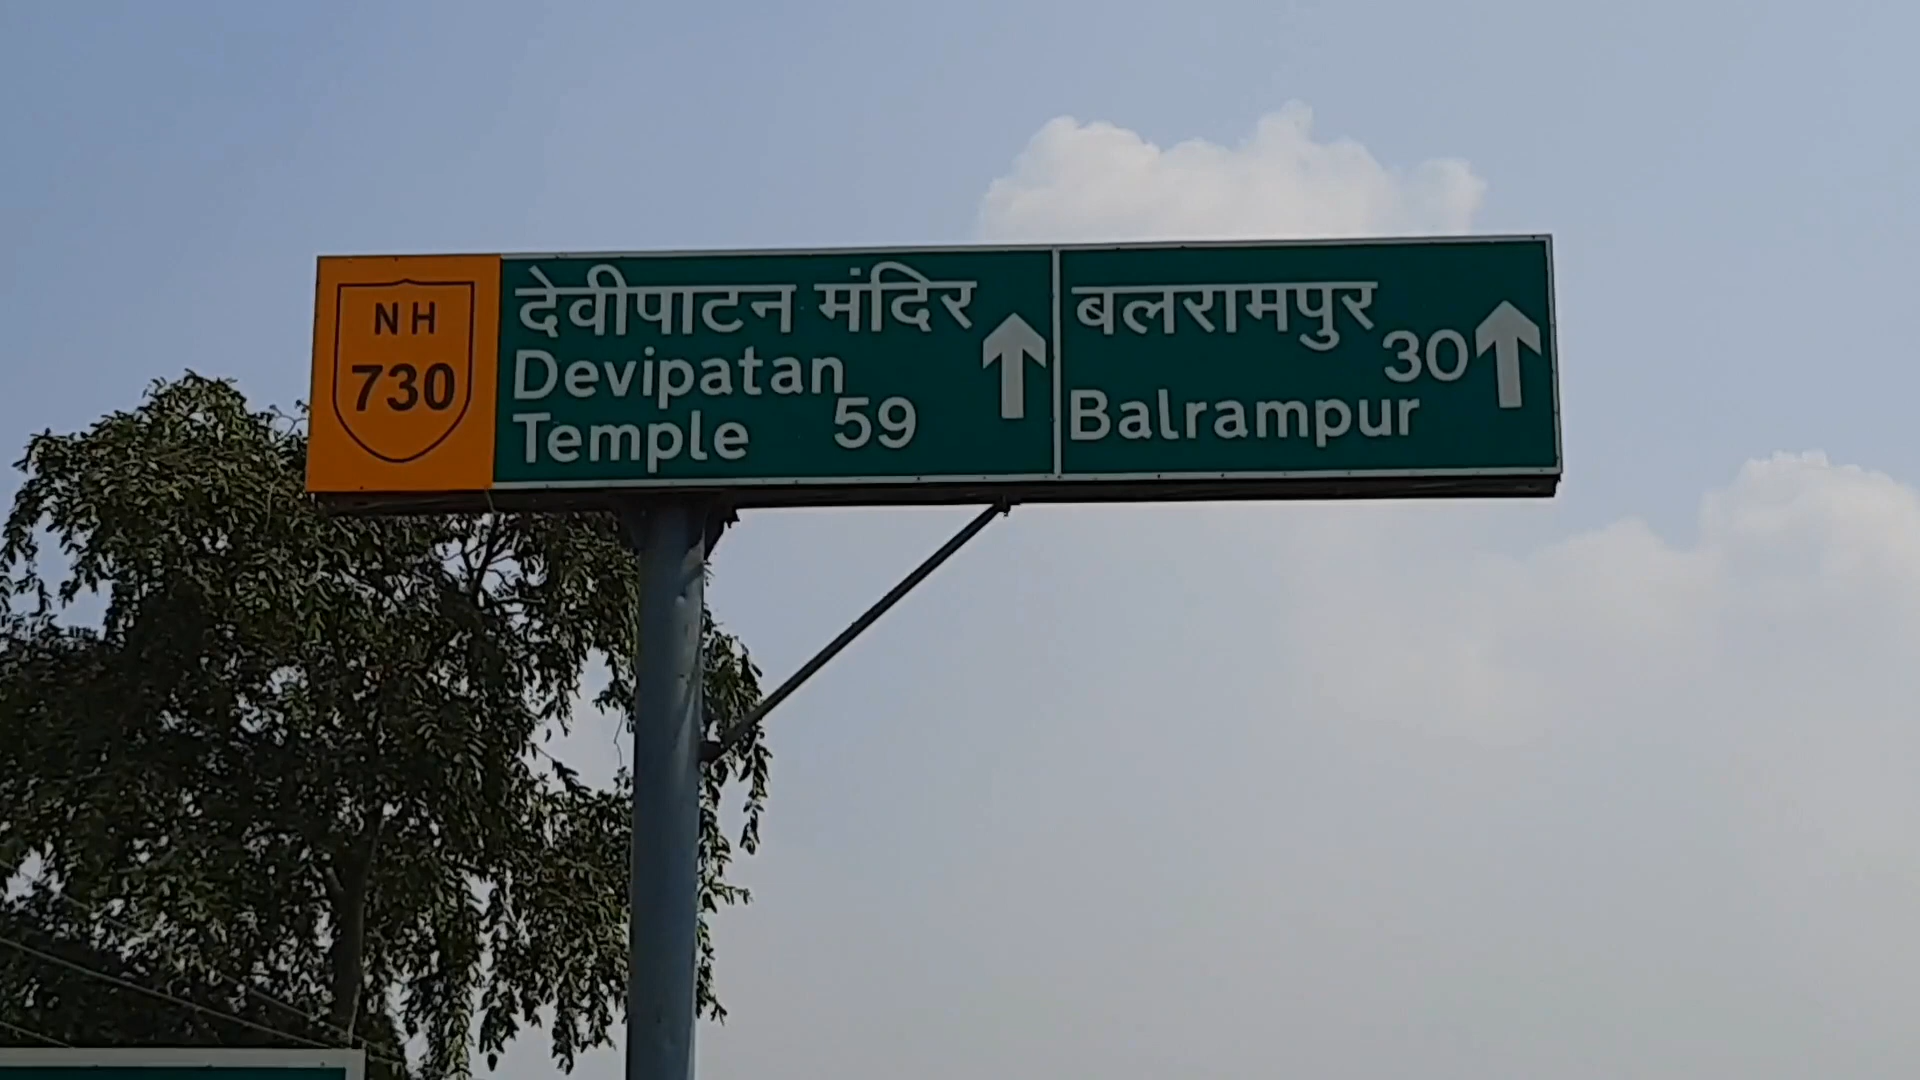 NH
730
देवीपाटन मंदिर
Devipatan
Temple 59
बलरामपुर
30
Balrampur